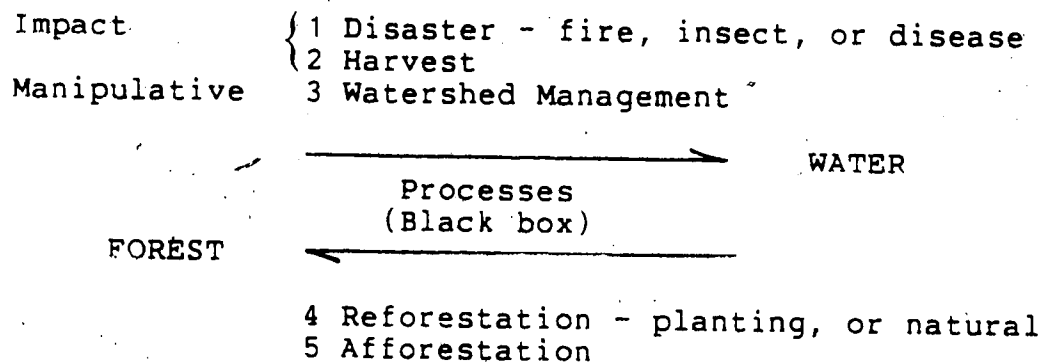 Impact 1 Disaster - fire, insect, or disease
2 Harvest
Manipulative 3 Watershed Management
WATER
Processes
(Black box)
FOREST
4 Reforestation - planting, or natural
5 Afforestation